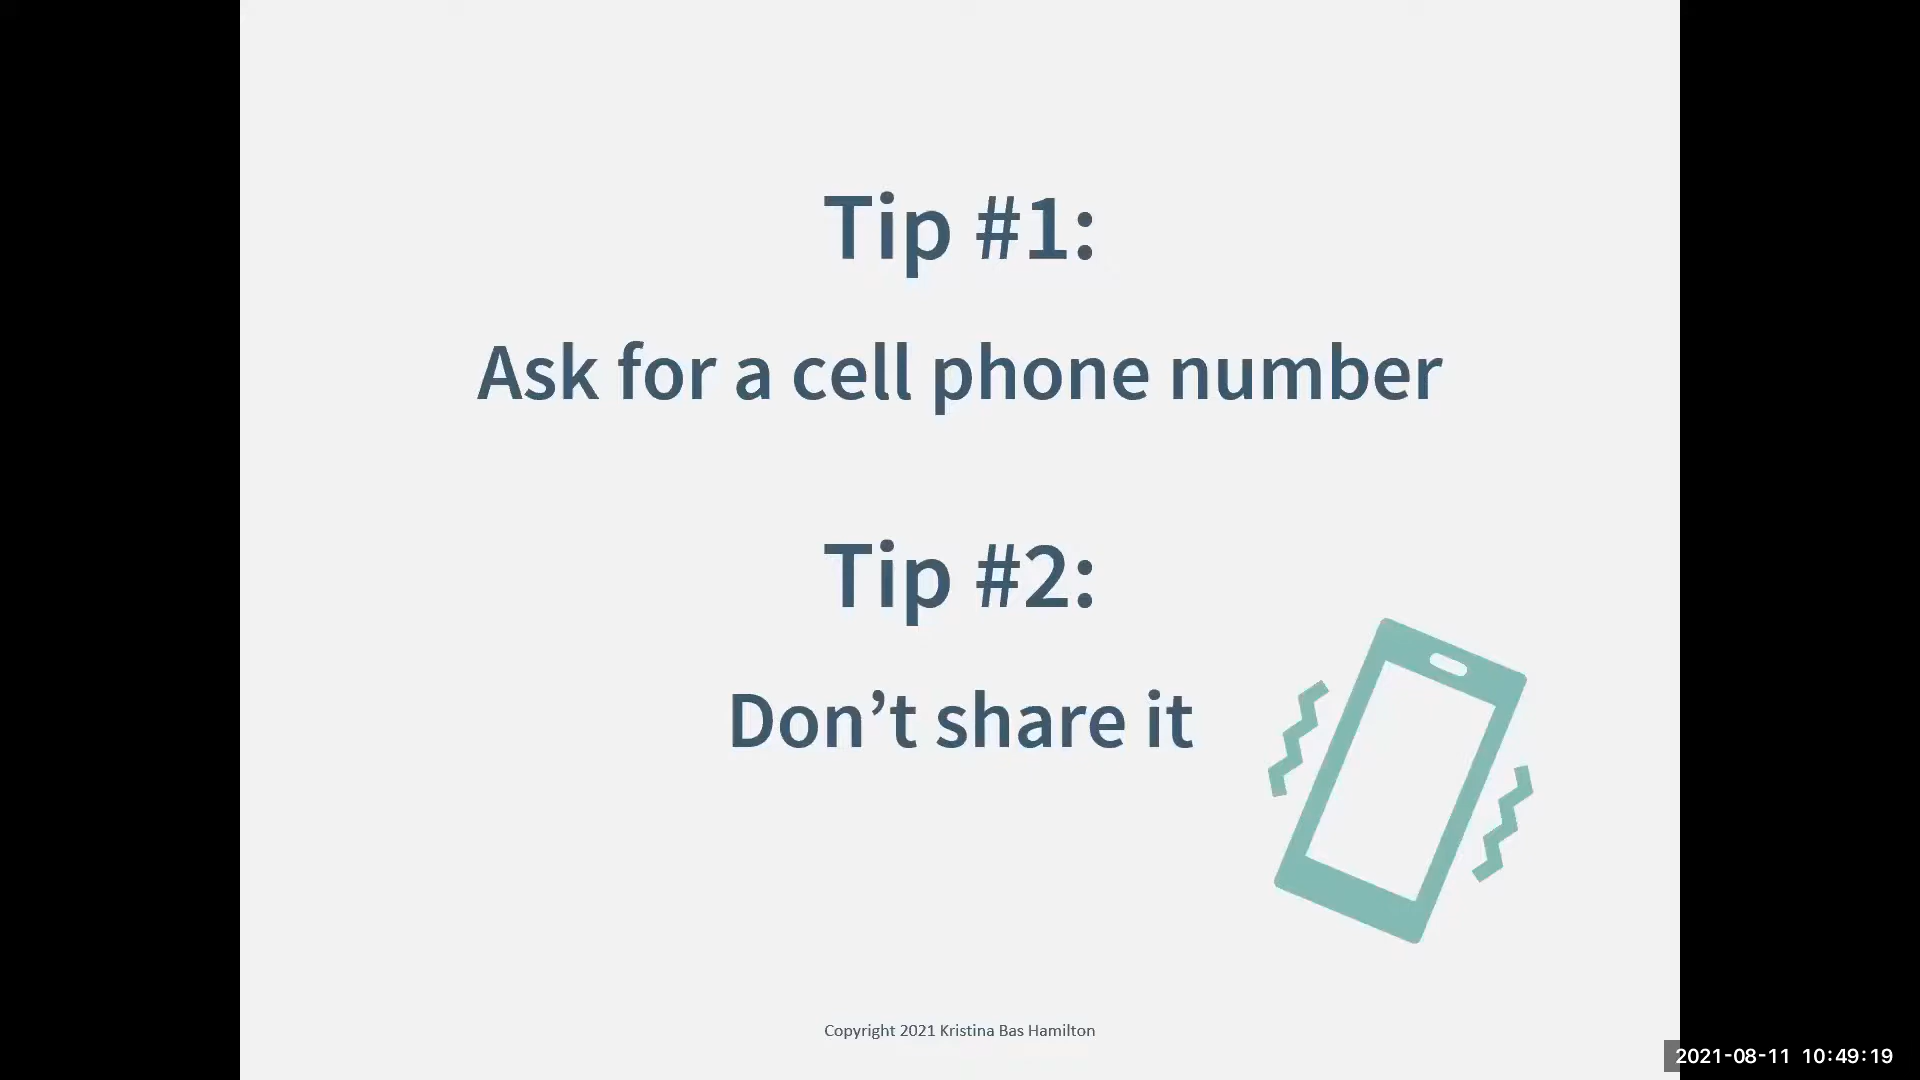 Tip #1:
Ask for a cell phone number
Tip #2:
Don’t share it
Copyright 2021 Kristina Bas Hamilton
2021-08-11 10:49:19